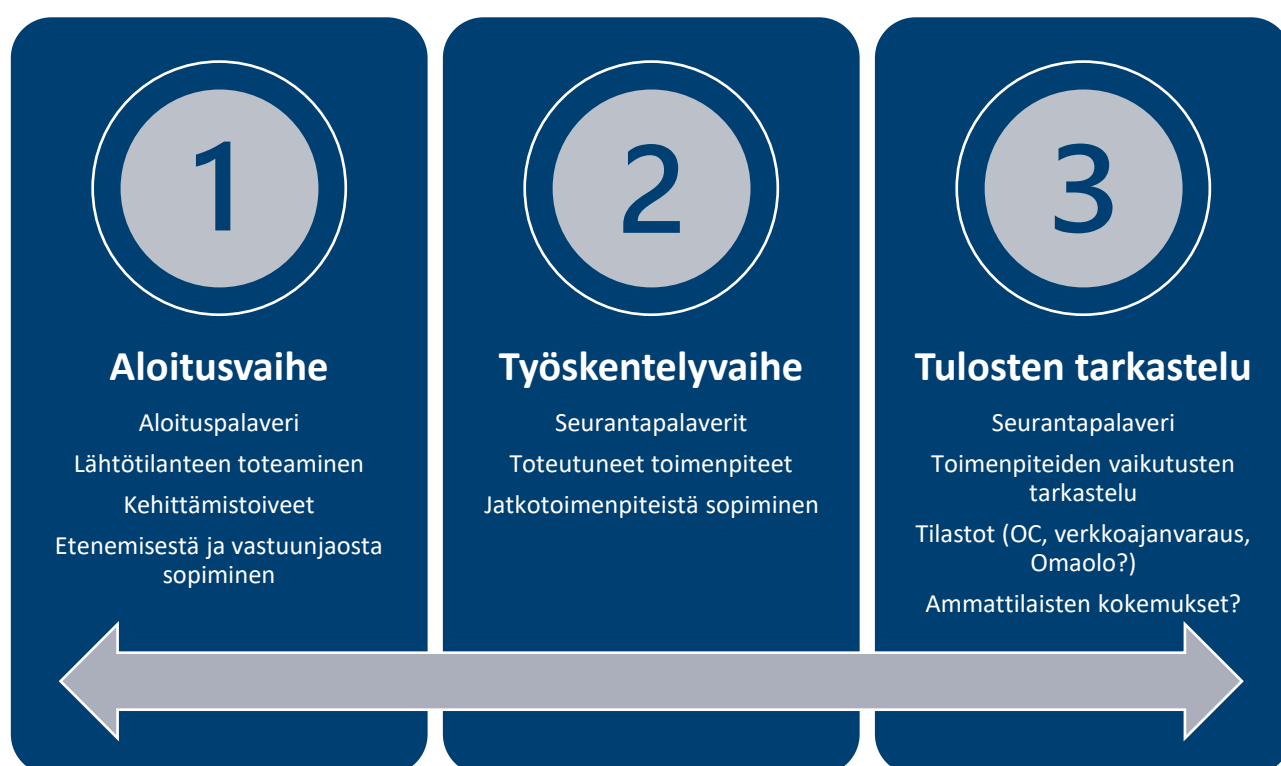 1
Aloitusvaihe
Aloituspalaveri
Lähtötilanteen toteaminen
Kehittämistoiveet
Etenemisestä ja vastuunjaosta
sopiminen
2
Työskentelyvaihe
Seurantapalaverit
Toteutuneet toimenpiteet
Jatkotoimenpiteistä sopiminen
3
Tulosten tarkastelu
Seurantapalaveri
Toimenpiteiden vaikutusten
tarkastelu
Tilastot (OC, verkkoajanvaraus,
Omaolo?)
Ammattilaisten kokemukset?